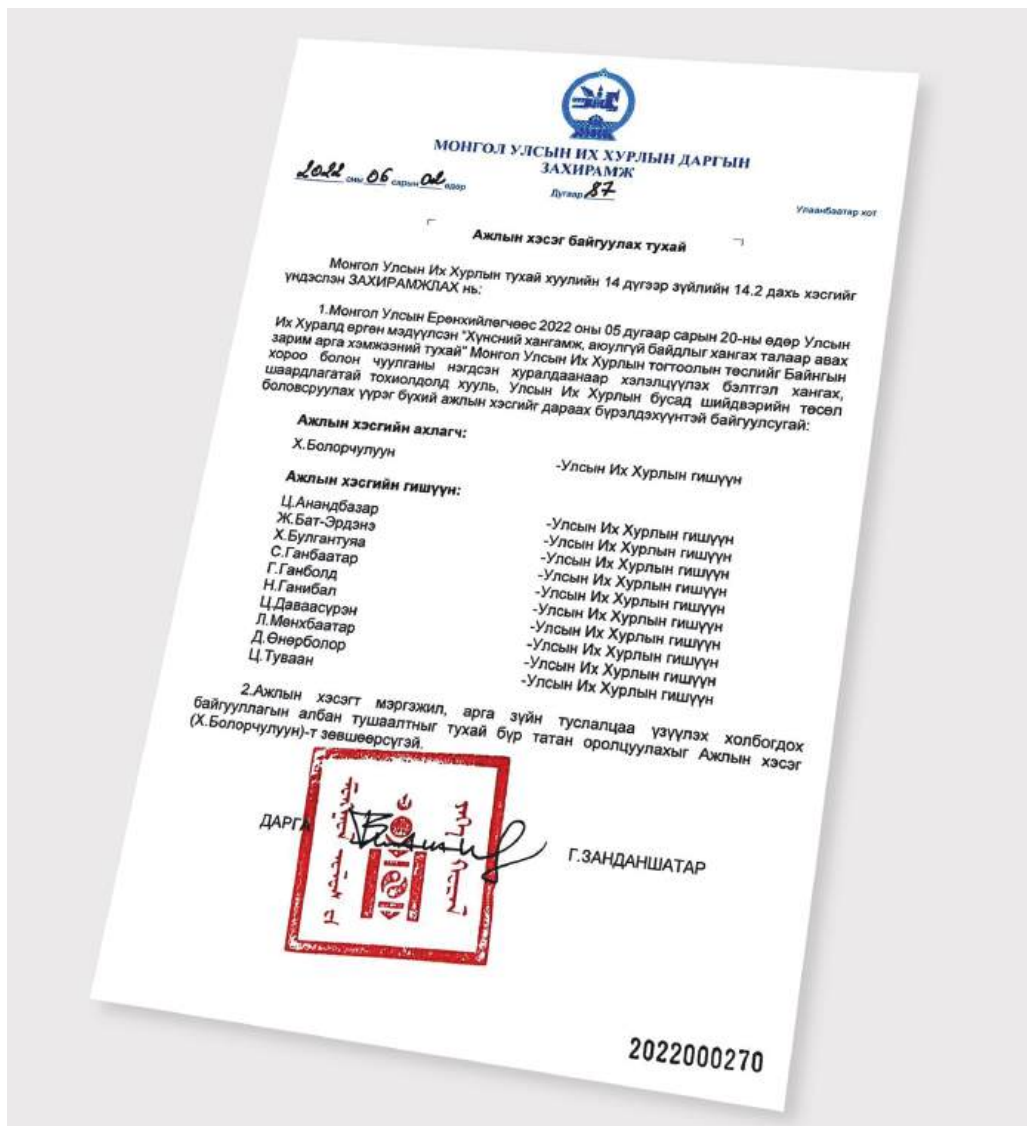 МОНГОЛ УЛСЫН ИХ ХУРЛЫН ДАРГЫН
ЗАХИРАМЖ
2022 оны 06 сарын 02 өдөр
Дугаар 87
Улаанбаатар хот
Ажлын хэсэг байгуулах тухай
Монгол Улсын Их Хурлын тухай хуулийн 14 дүгээр зүйлийн 14.2 дахь хэсгийг
үндэслэн ЗАХИРАМЖЛАХ нь:
1.Монгол Улсын Ерөнхийлөгчөөс 2022 оны 05 дугаар сарын 20-ны өдөр Улсын
Их Хуралд өргөн мэдүүлсэн "Хүнсний хангамж, аюулгүй байдлыг хангах талаар авах
зарим арга хэмжээний тухай" Монгол Улсын Их Хурлын тогтоолын төслийг Байнгын
хороо болон чуулганы нэгдсэн хуралдаанаар хэлэлцүүлэх бэлтгэл хангах,
шаардлагатай тохиолдолд хууль, Улсын Их Хурлын бусад шийдвэрийн төсөл
боловсруулах үүрэг бүхий ажлын хэсгийг дараах бүрэлдэхүүнтэй байгуулсугай:
Ажлын хэсгийн ахлагч:
Х.Болорчулуун -Улсын Их Хурлын гишүүн
Ажлын хэсгийн гишүүн:
Ц.Анандбазар -Улсын Их Хурлын гишүүн
Ж.Бат-Эрдэнэ -Улсын Их Хурлын гишүүн
Х.Булгантуяа -Улсын Их Хурлын гишүүн
С.Ганбаатар -Улсын Их Хурлын гишүүн
Г.Ганболд -Улсын Их Хурлын гишүүн
Н.Ганибал -Улсын Их Хурлын гишүүн
Ц.Даваасүрэн -Улсын Их Хурлын гишүүн
Л.Мөнхбаатар -Улсын Их Хурлын гишүүн
Д.Өнөрболор -Улсын Их Хурлын гишүүн
Ц.Туваан -Улсын Их Хурлын гишүүн
2.Ажлын хэсэгт мэргэжил, арга зүйн туслалцаа үзүүлэх холбогдох
байгууллагын албан тушаалтныг тухай бүр татан оролцуулахыг Ажлын хэсэг
(Х.Болорчулуун)-т зөвшөөрсүгэй.
ДАРГА Г.ЗАНДАНШАТАР
2022000270